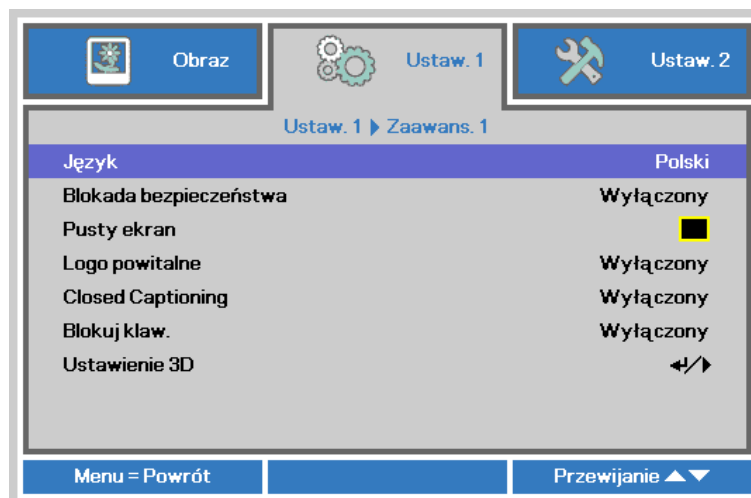 Obraz Ustaw. 1 Ustaw. 2
Ustaw. 1 Zaawans. 1
Język Polski
Blokada bezpieczeństwa Wyłączony
Pusty ekran
Logo powitalne Wyłączony
Closed Captioning Wyłączony
Blokuj klaw. Wyłączony
Ustawienie 3D
Menu = Powrót Przewijanie